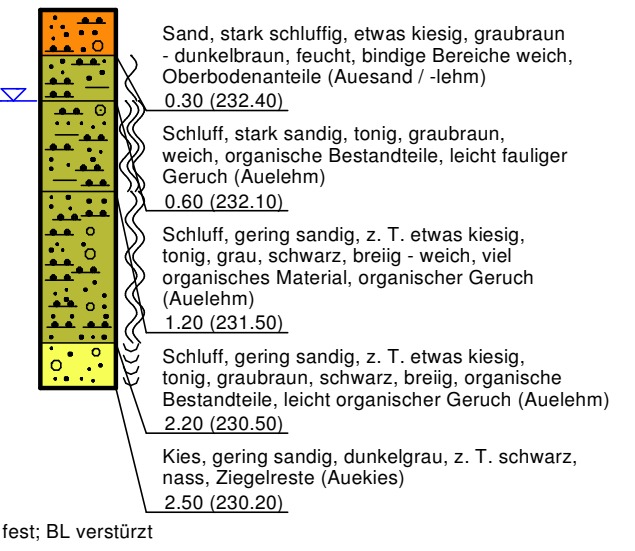 Sand, stark schluffig, etwas kiesig, graubraun
- dunkelbraun, feucht, bindige Bereiche weich,
Oberbodenanteile (Auesand / -lehm)
0.30 (232.40)
Schluff, stark sandig, tonig, graubraun,
weich, organische Bestandteile, leicht fauliger
Geruch (Auelehm)
0.60 (232.10)
Schluff, gering sandig, z. T. etwas kiesig,
tonig, grau, schwarz, breiig - weich, viel
organisches Material, organischer Geruch
(Auelehm)
1.20 (231.50)
Schluff, gering sandig, z. T. etwas kiesig,
tonig, graubraun, schwarz, breiig, organische
Bestandteile, leicht organischer Geruch (Auelehm)
2.20 (230.50)
Kies, gering sandig, dunkelgrau, z. T. schwarz,
nass, Ziegelreste (Auekies)
2.50 (230.20)
fest; BL verstürzt